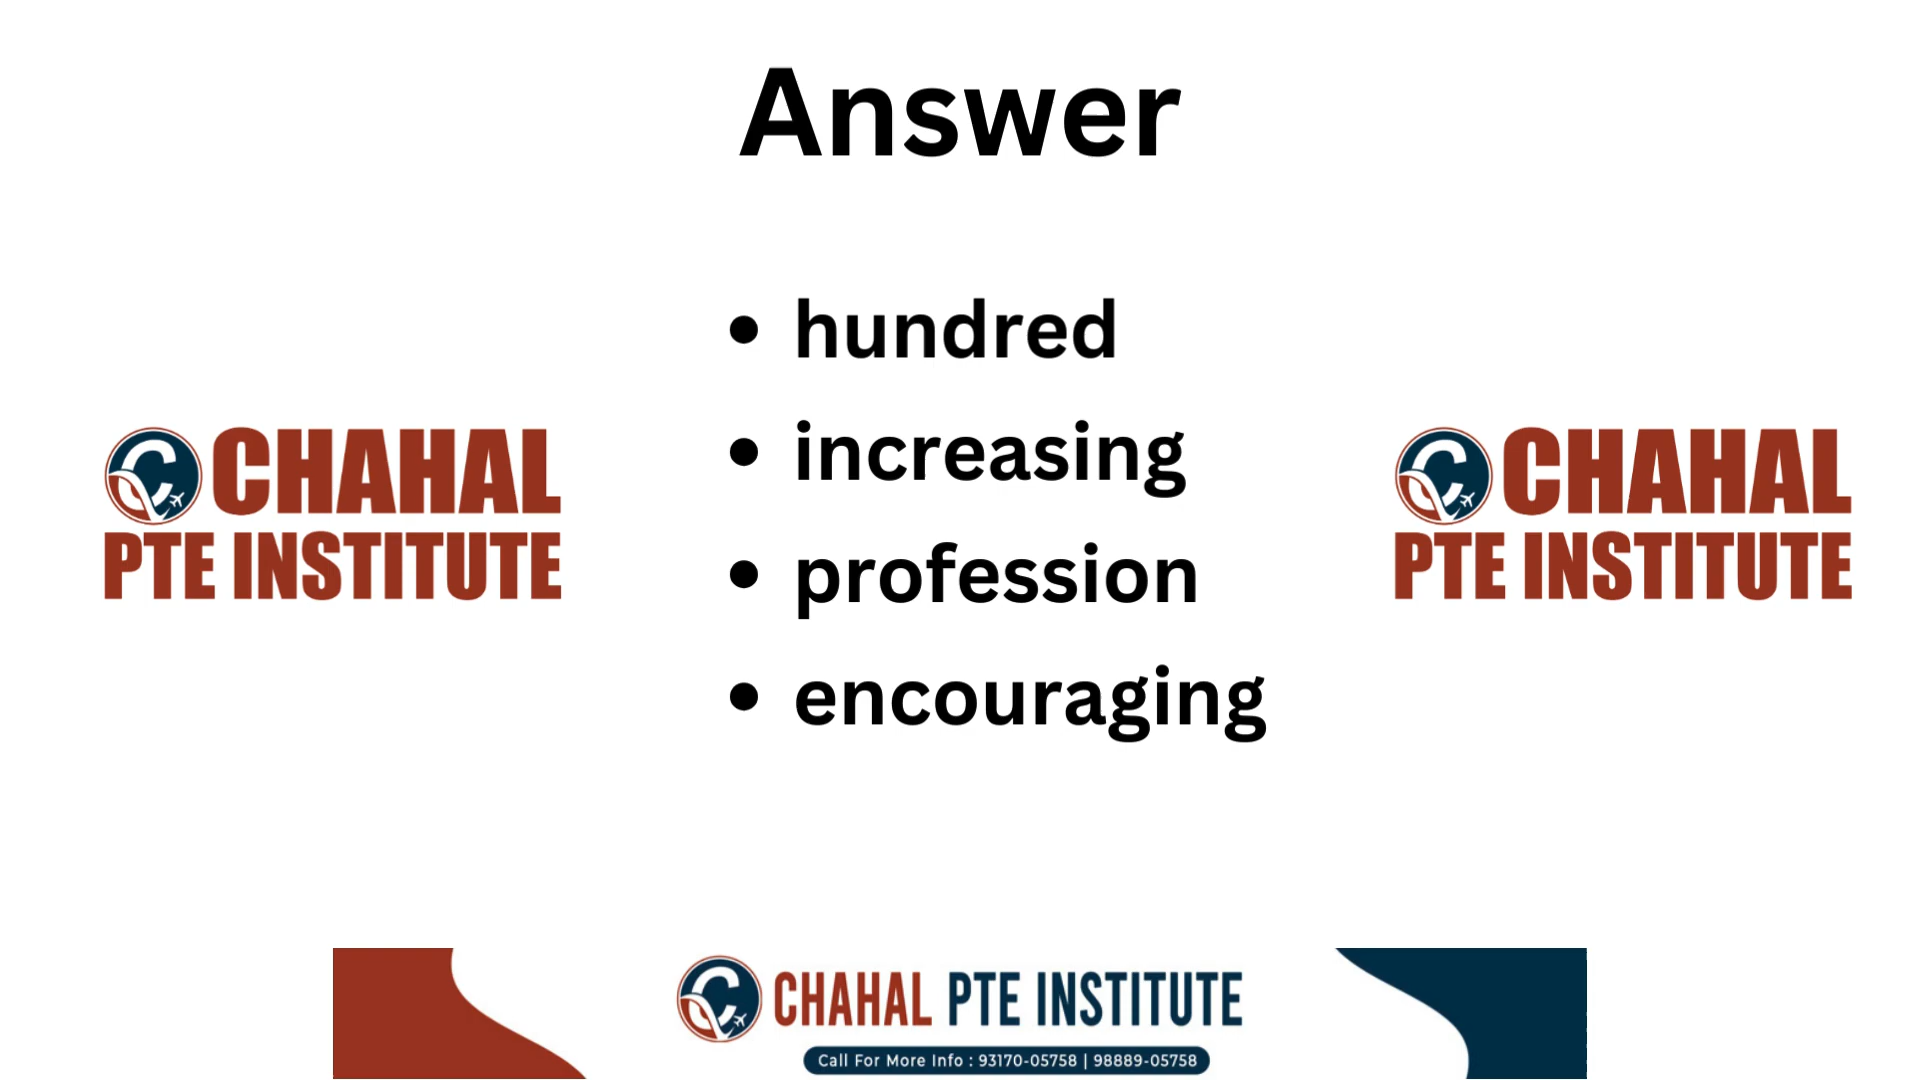 Answer
• hundred
• increasing
• profession
• encouraging
CHAHAL
PTE INSTITUTE
CHAHAL
PTE INSTITUTE
CHAHAL PTE INSTITUTE
Call For More Info : 93170-05758 | 98889-05758